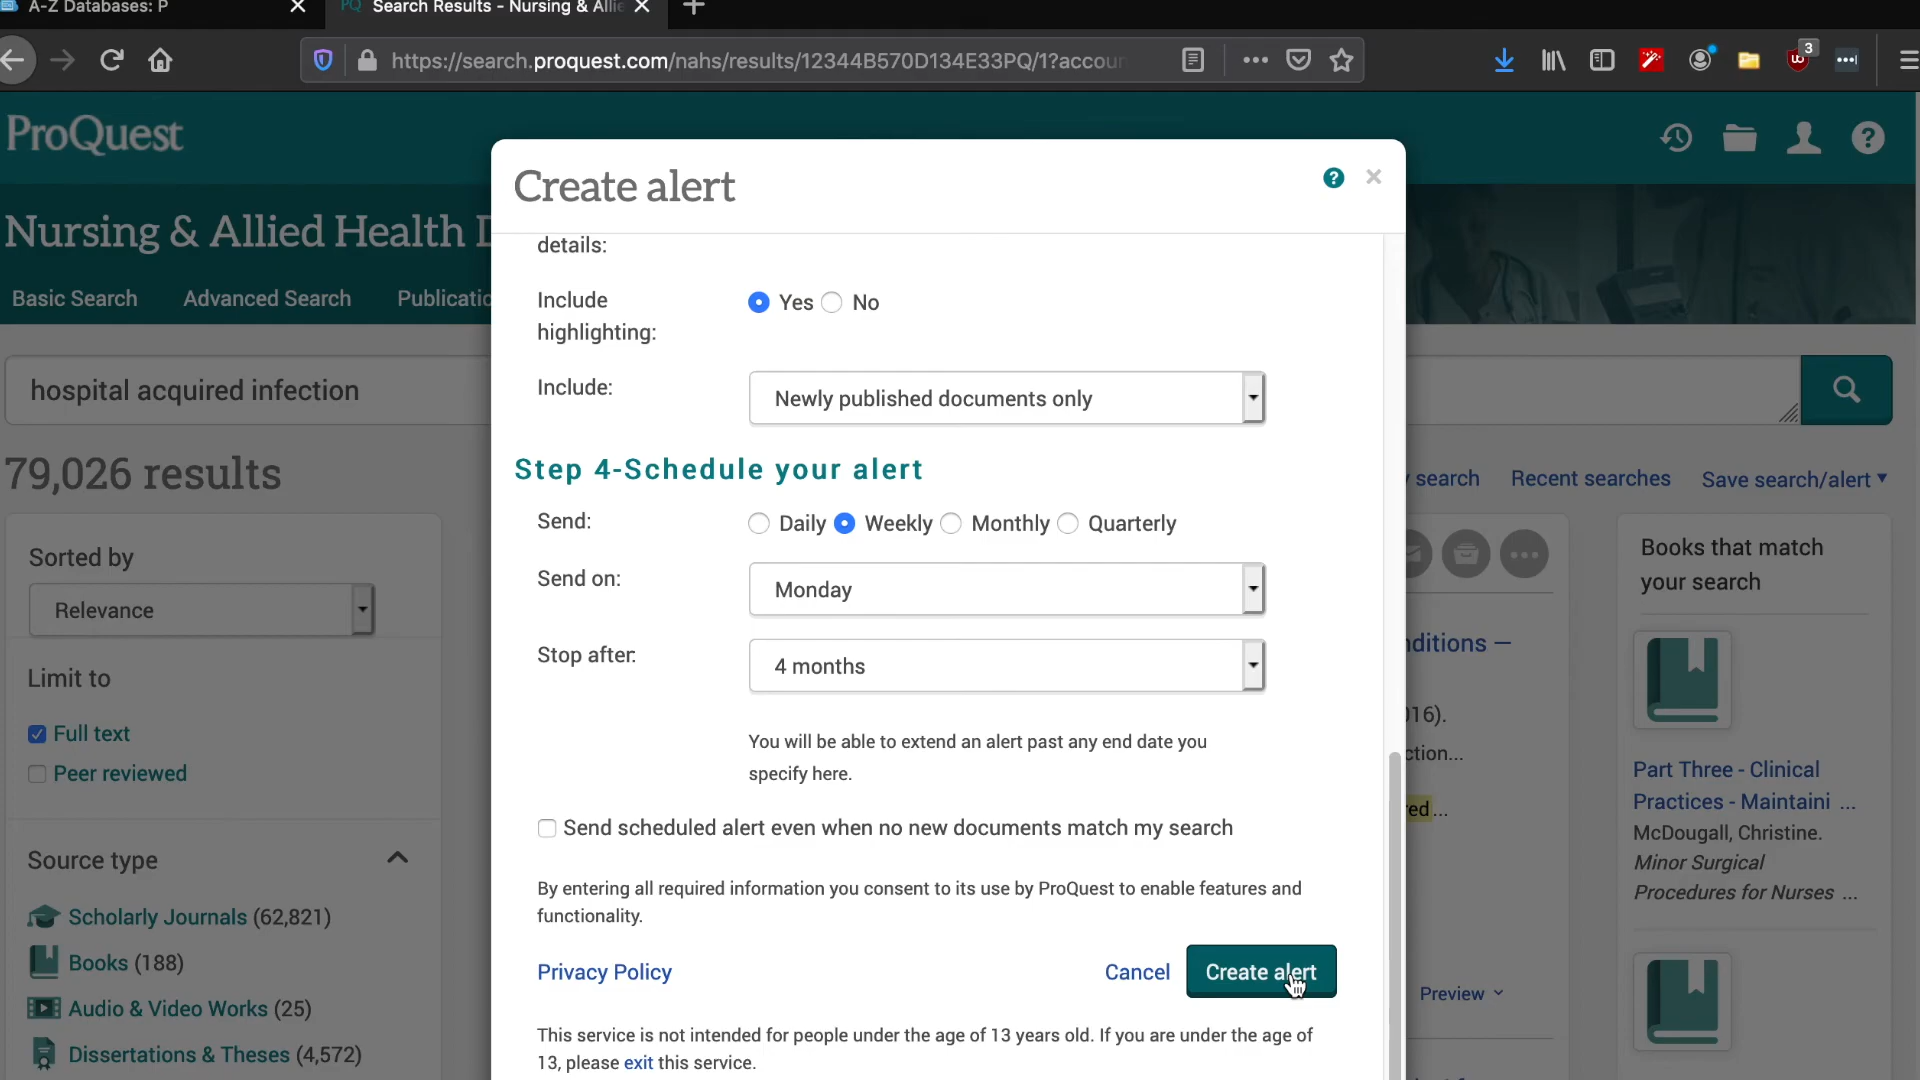 A-Z Databases: P
Search Results - Nursing & Allie
https://search.proquest.com/nahs/results/12344B570D134E33PQ/1?accoun
3
ProQuest
Create alert
Nursing & Allied Health D
Basic Search
Advanced Search
Publicatio
details:
Include highlighting:
Yes
No
hospital acquired infection
Include:
Newly published documents only
79,026 results
Step 4-Schedule your alert
search
Recent searches
Save search/alert
Send:
Daily
Weekly
Monthly
Quarterly
Sorted by
Relevance
Send on:
Monday
Stop after:
4 months
You will be able to extend an alert past any end date you
specify here.
Limit to
Full text
Peer reviewed
Send scheduled alert even when no new documents match my search
Source type
Scholarly Journals (62,821)
Books (188)
Audio & Video Works (25)
Dissertations & Theses (4,572)
By entering all required information you consent to its use by ProQuest to enable features and
functionality.
Privacy Policy
Cancel
Create alert
This service is not intended for people under the age of 13 years old. If you are under the age of
13, please exit this service.
nditions —
016).
ction...
red...
Preview
Books that match
your search
Part Three - Clinical
Practices - Maintaini ...
McDougall, Christine.
Minor Surgical
Procedures for Nurses ...